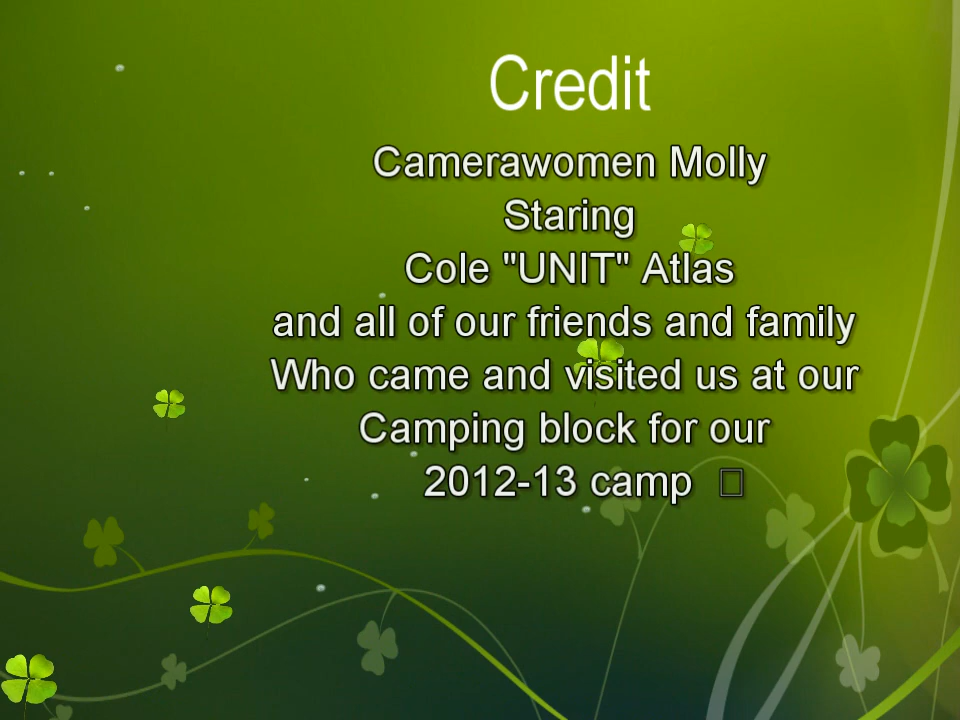 Credit
Camerawomen Molly
Staring
Cole "UNIT" Atlas
and all of our friends and family
Who came and visited us at our
Camping block for our
2012-13 camp □